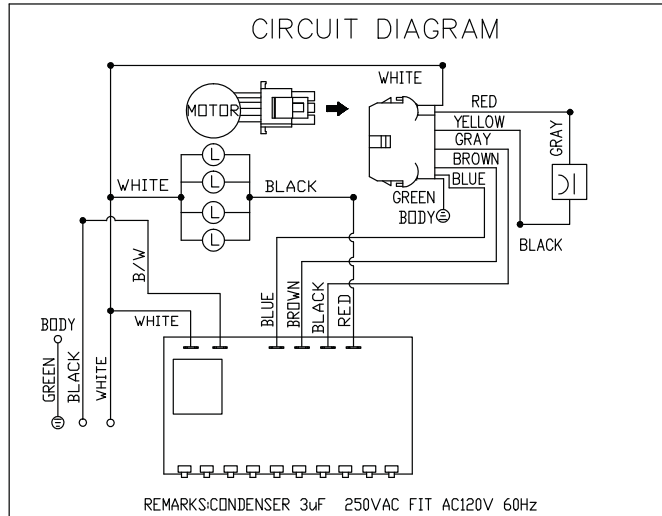 CIRCUIT DIAGRAM
WHITE
MOTOR
RED
YELLOW
GRAY
BROWN
BLUE
GRAY
L
L
L
L
WHITE
BLACK
GREEN
BODY
BLACK
B/W
WHITE
BLUE
BROWN
BLACK
RED
BODY
GREEN
BLACK
WHITE
REMARKS:CONDENSER 3uF 250VAC FIT AC120V 60Hz